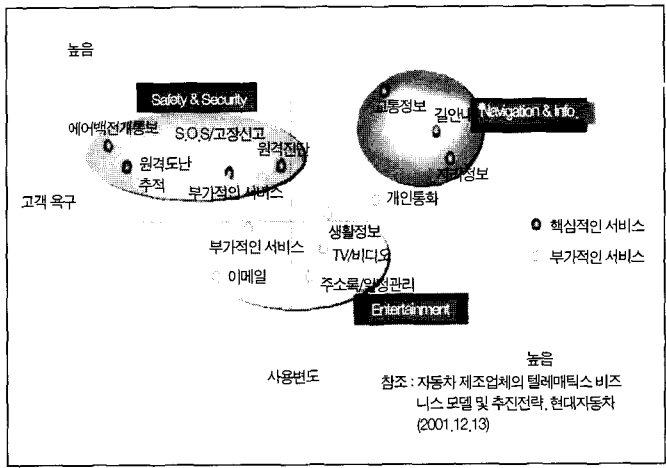 높음
Safety & Security
교통정보
길안내
Navigation & Info.
에어백전개통보
S.O.S/고장신고
원격진단
원격도난
추적
부가적인 서비스
지리정보
고객 욕구
개인통화
핵심적인 서비스
생활정보
부가적인 서비스
TV/비디오
부가적인 서비스
이메일
주소록/일정관리
Entertainment
높음
사용변도
참조 : 자동차 제조업체의 텔레매틱스 비즈
니스 모델 및 추진전략, 현대자동차
(2001.12.13)